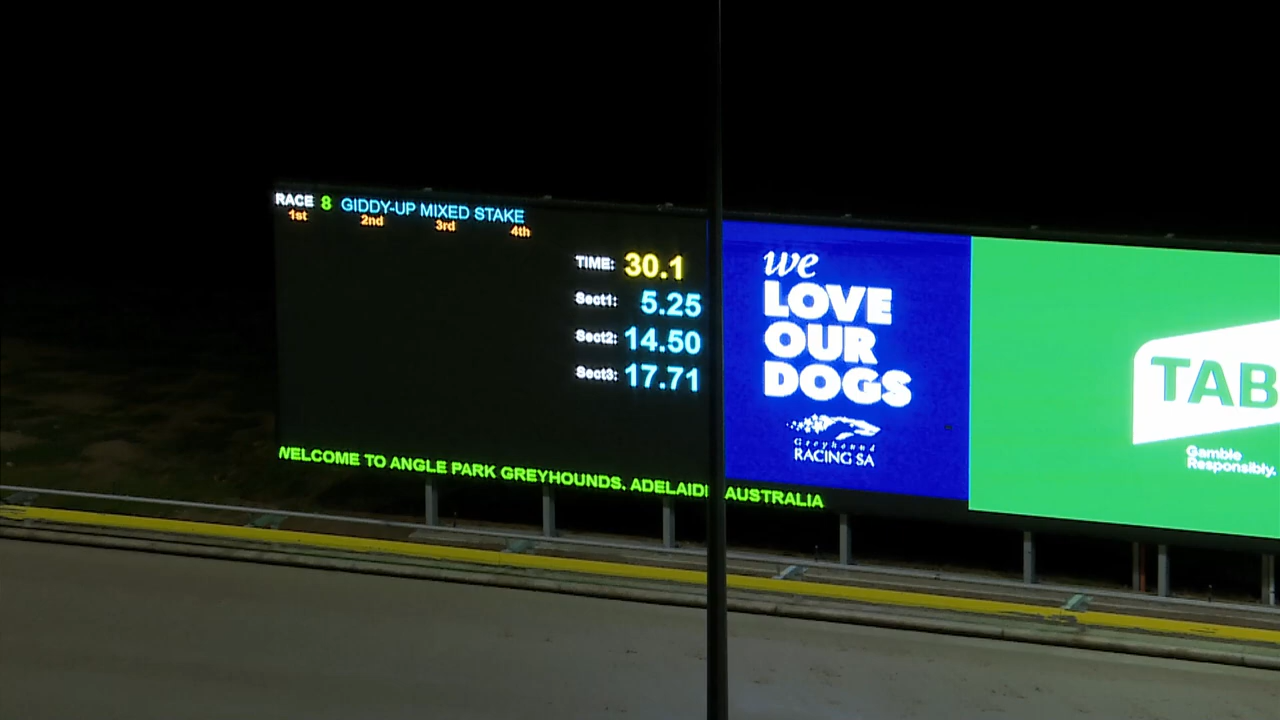 RACE 8 GIDDY-UP MIXED STAKE
1st 2nd 3rd 4th
TIME: 30.1
Sect1: 5.25
Sect2: 14.50
Sect3: 17.71
WELCOME TO ANGLE PARK GREYHOUNDS. ADELAIDE AUSTRALIA
we
LOVE
OUR
DOGS
Greyhound
RACING SA
TAB
Gamble
Responsibly.